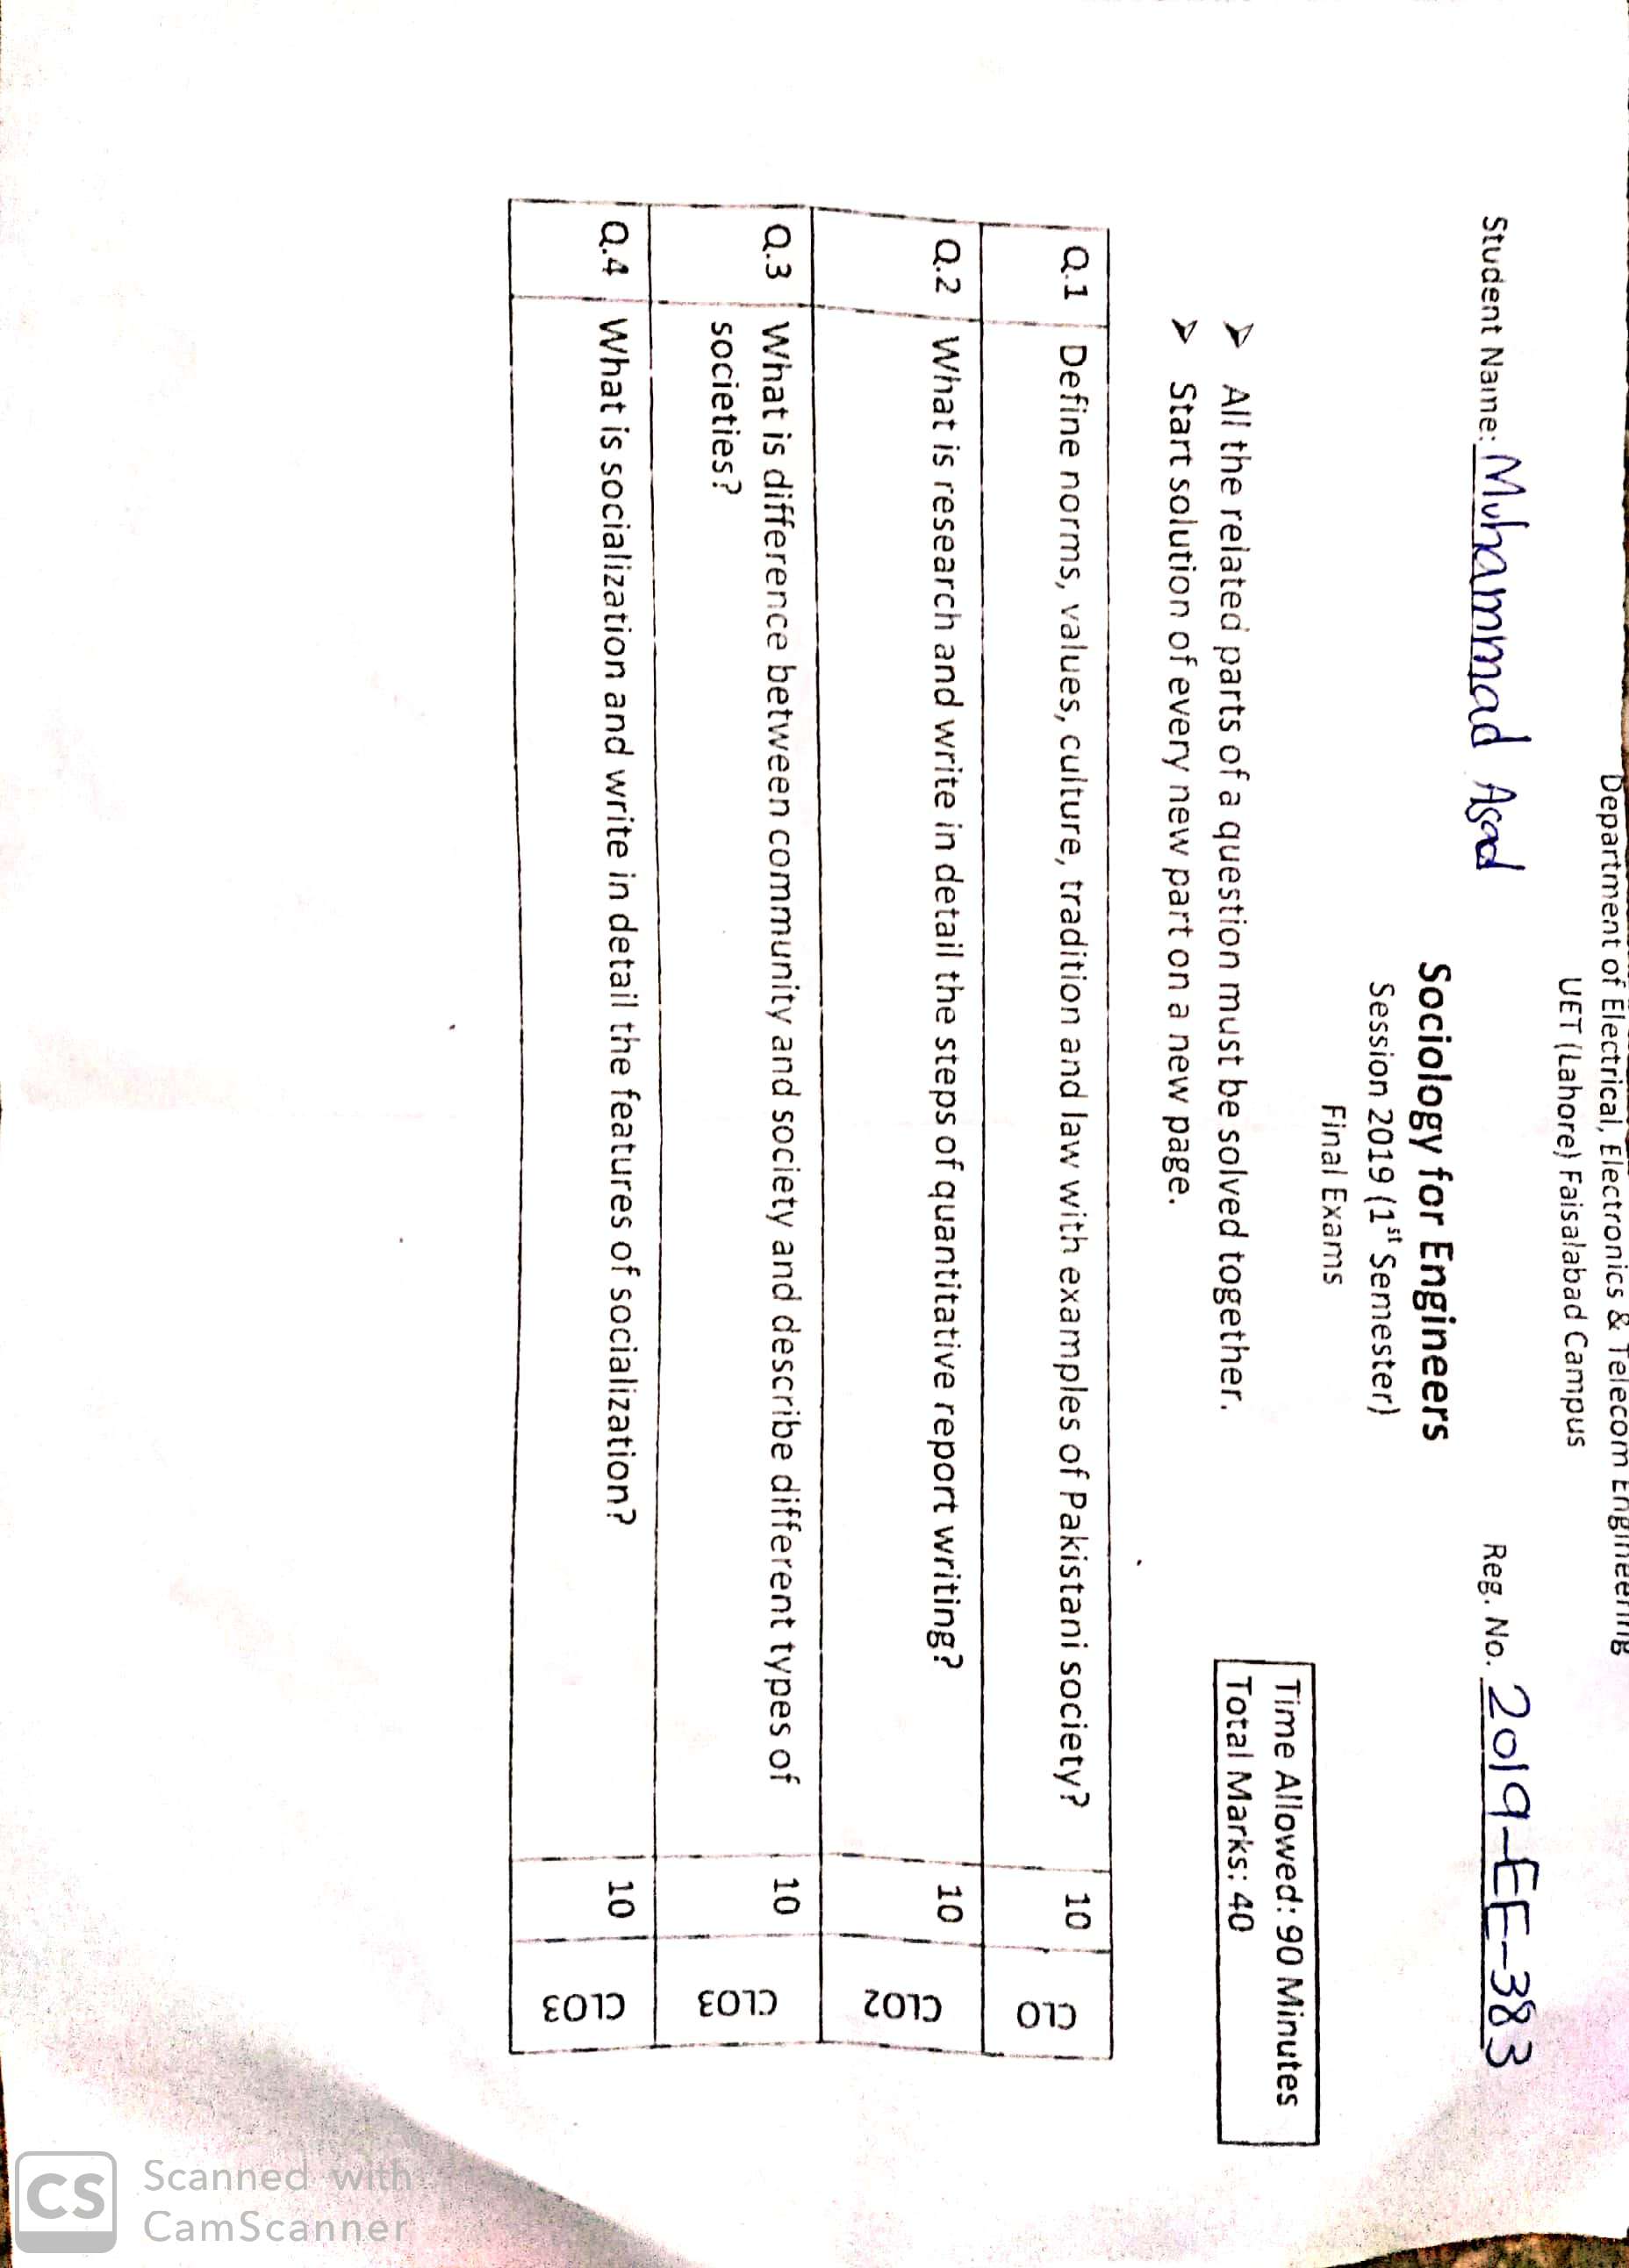 Department of Electrical, Electronics & Telecom Engineering
UET (Lahore) Faisalabad Campus
Student Name: Muhammad Asad Reg. No. 2019-EE-383
Sociology for Engineers
Session 2019 (1st Semester)
Final Exams
Time Allowed: 90 Minutes
Total Marks: 40
➢ All the related parts of a question must be solved together.
➢ Start solution of every new part on a new page.
Q.1 Define norms, values, culture, tradition and law with examples of Pakistani society? 10 CLO
Q.2 What is research and write in detail the steps of quantitative report writing? 10 CLO2
Q.3 What is difference between community and society and describe different types of 10 CLO3
societies?
Q.4 What is socialization and write in detail the features of socialization? 10 CLO3
CS Scanned with
CamScanner